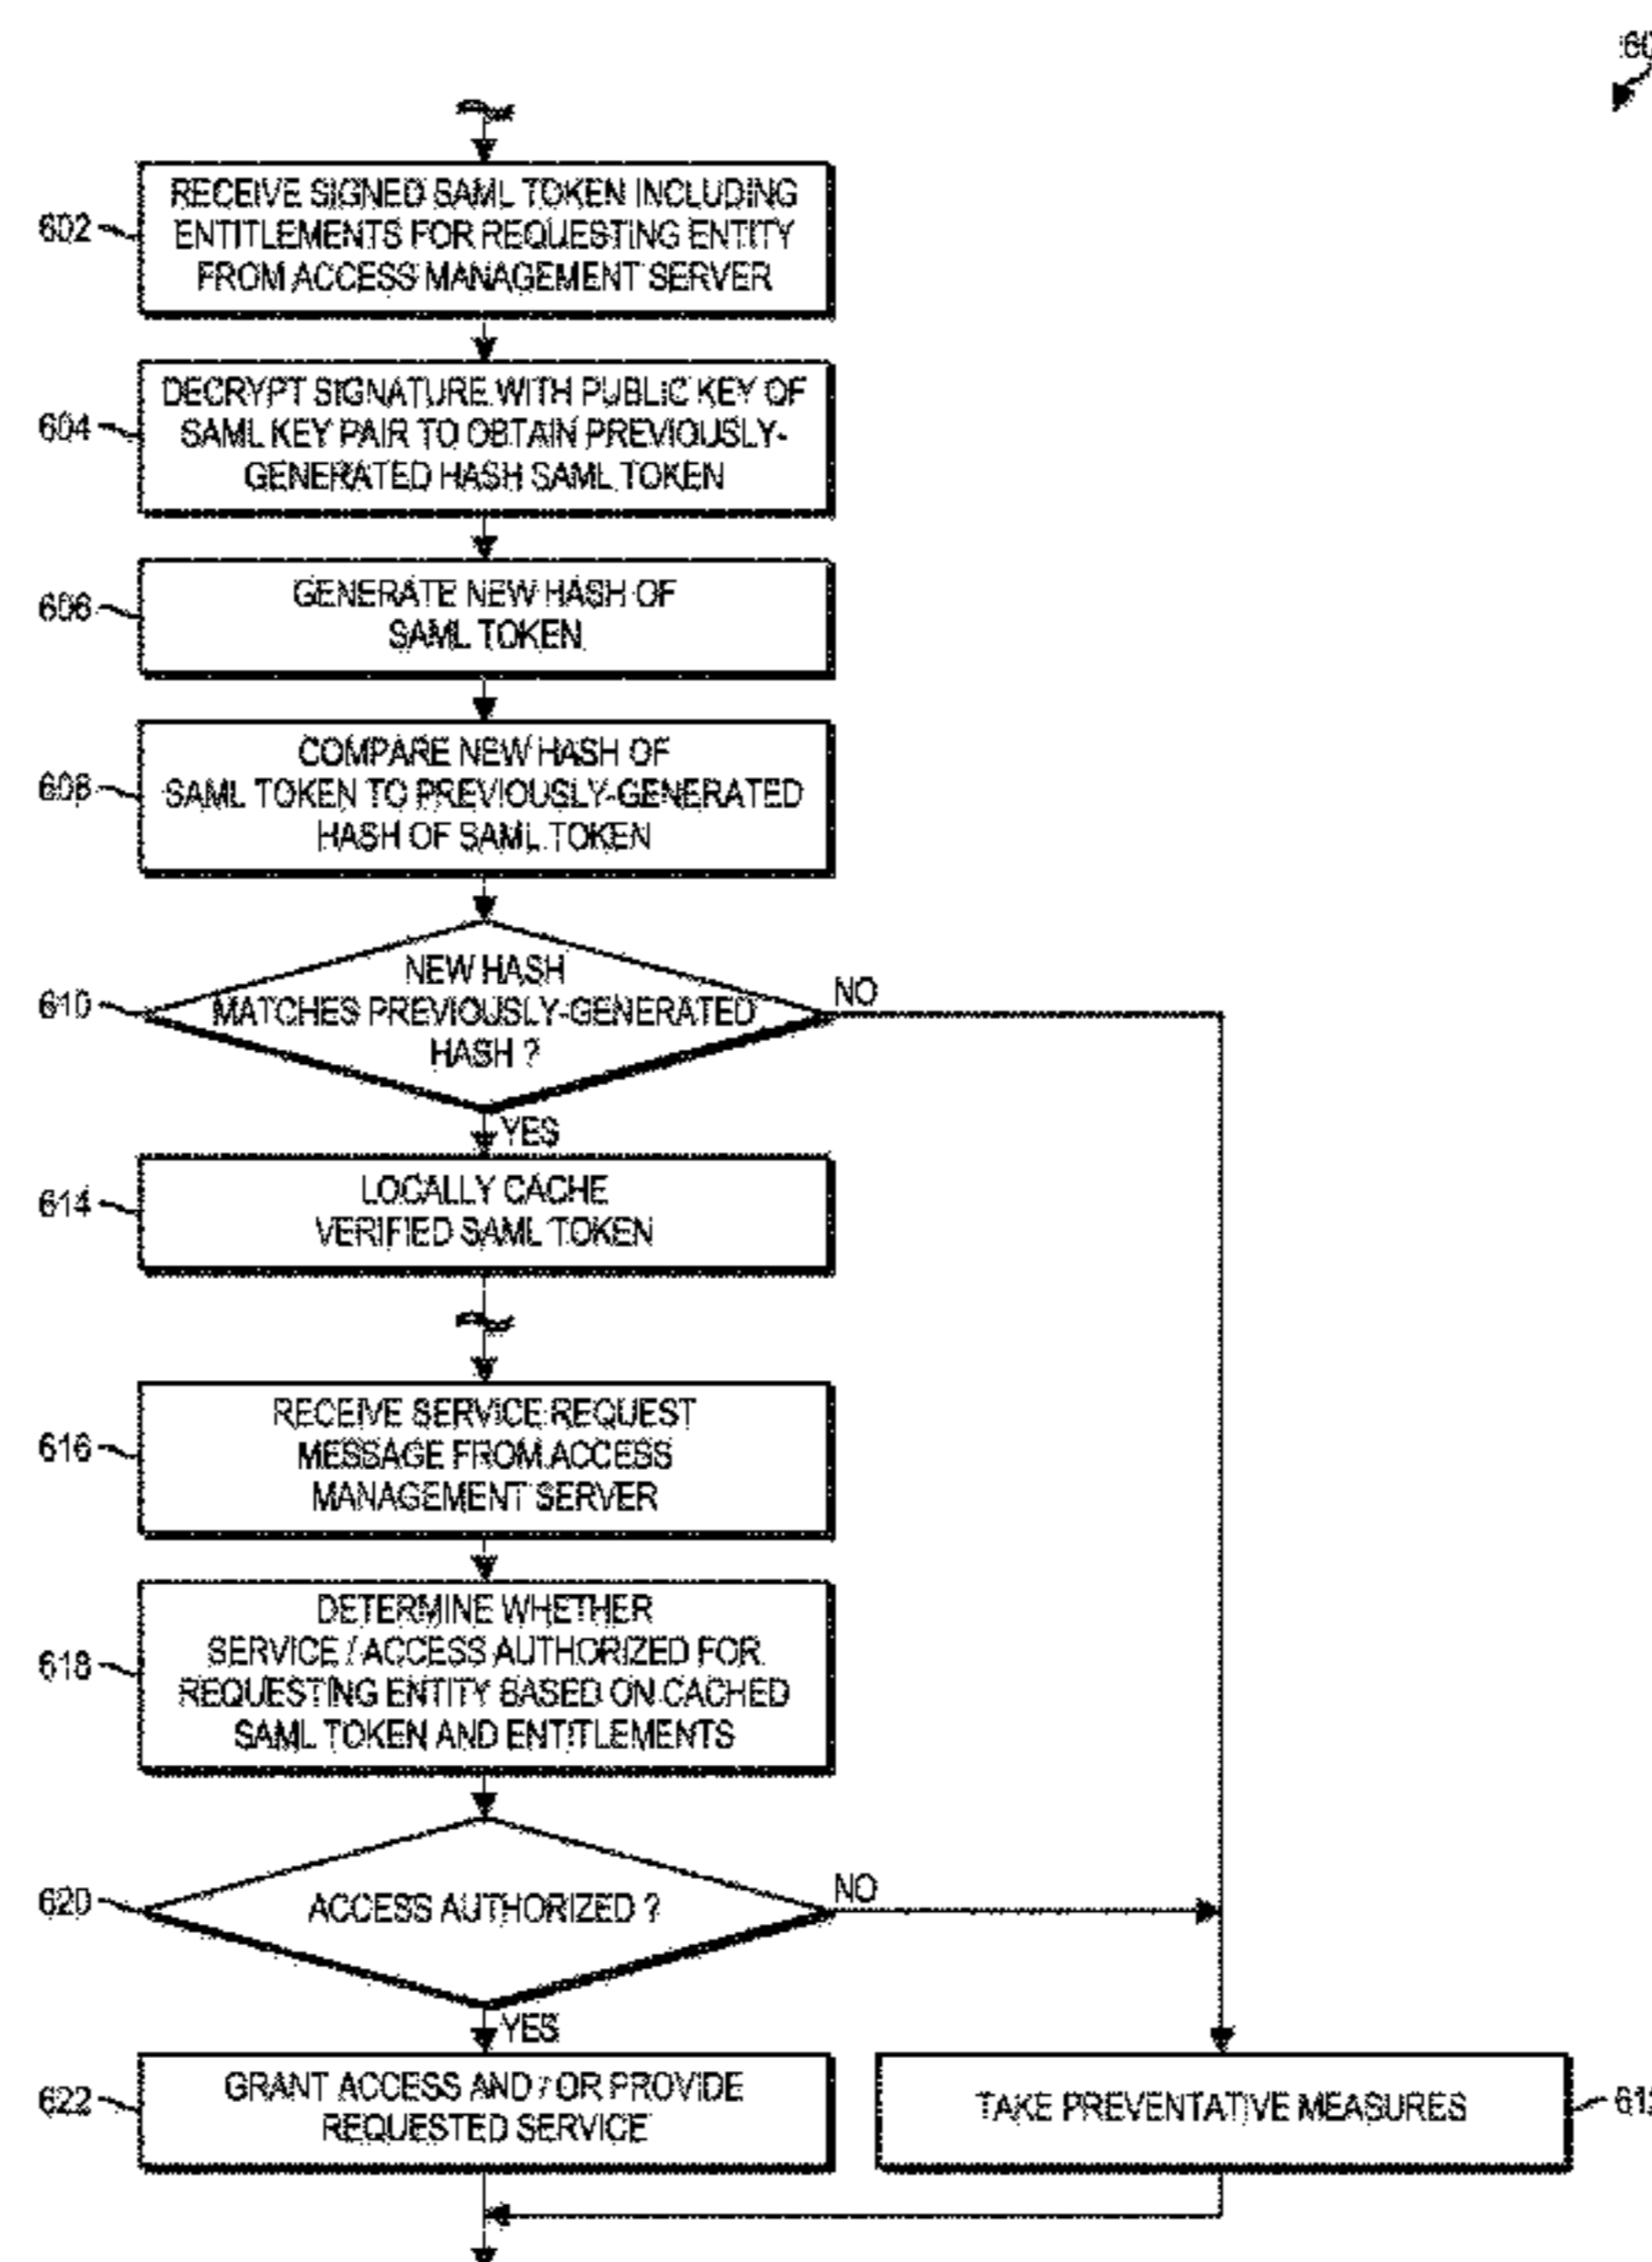 602
RECEIVE SIGNED SAML TOKEN INCLUDING
ENTITLEMENTS FOR REQUESTING ENTITY
FROM ACCESS MANAGEMENT SERVER
604
DECRYPT SIGNATURE WITH PUBLIC KEY OF
SAML KEY PAIR TO OBTAIN PREVIOUSLY-
GENERATED HASH SAML TOKEN
606
GENERATE NEW HASH OF
SAML TOKEN
608
COMPARE NEW HASH OF
SAML TOKEN TO PREVIOUSLY-GENERATED
HASH OF SAML TOKEN
610
NEW HASH
MATCHES PREVIOUSLY-GENERATED
HASH ?
NO
YES
614
LOCALLY CACHE
VERIFIED SAML TOKEN
616
RECEIVE SERVICE REQUEST
MESSAGE FROM ACCESS
MANAGEMENT SERVER
618
DETERMINE WHETHER
SERVICE / ACCESS AUTHORIZED FOR
REQUESTING ENTITY BASED ON CACHED
SAML TOKEN AND ENTITLEMENTS
620
ACCESS AUTHORIZED ?
NO
YES
622
GRANT ACCESS AND / OR PROVIDE
REQUESTED SERVICE
TAKE PREVENTATIVE MEASURES